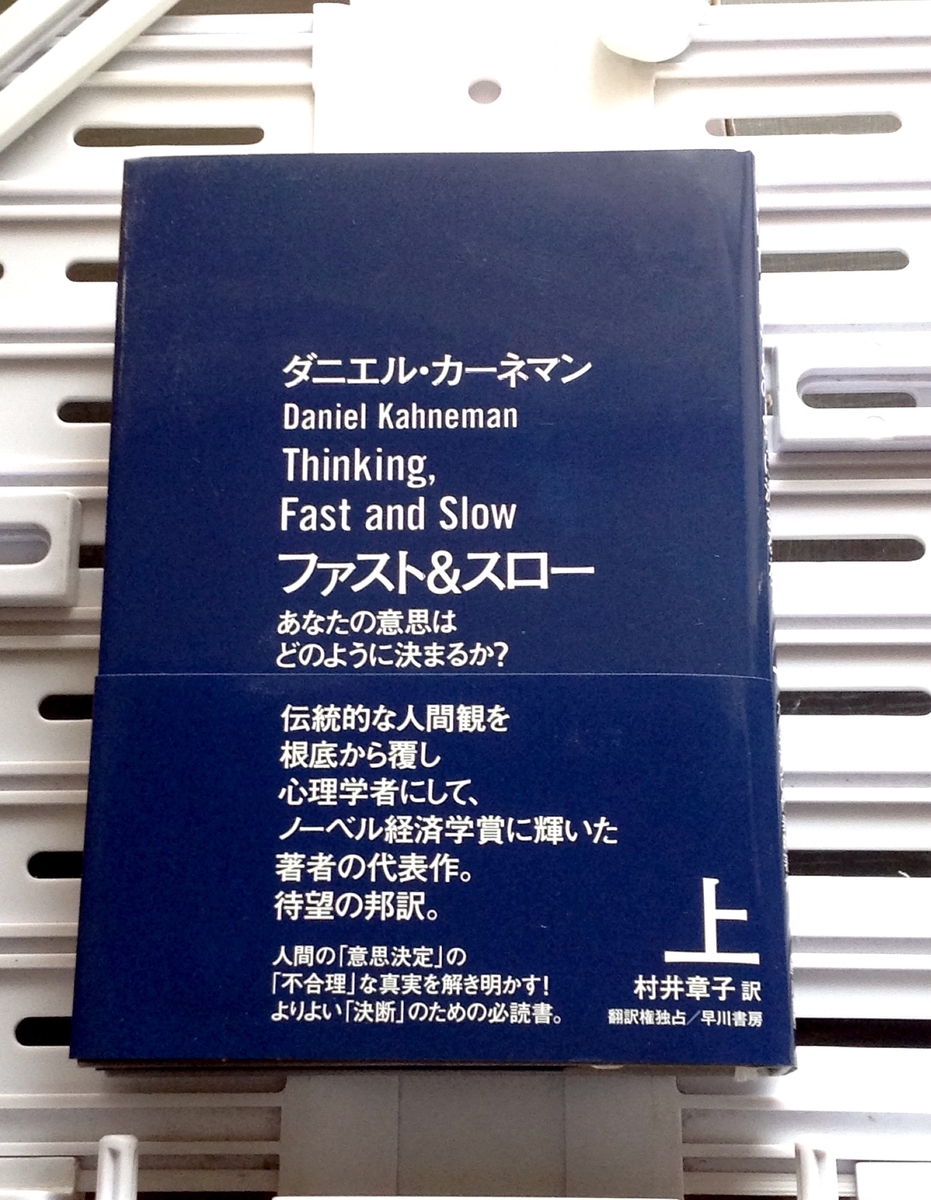 ダニエル・カーネマン
Daniel Kahneman
Thinking,
Fast and Slow
ファスト&スロー
あなたの意思は
どのように決まるか?
伝統的な人間観を
根底から覆し
心理学者にして、
ノーベル経済学賞に輝いた
著者の代表作。
待望の邦訳。
人間の「意思決定」の
「不合理」な真実を解き明かす!
よりよい「決断」のための必読書。
上
村井章子 訳
翻訳権独占/早川書房